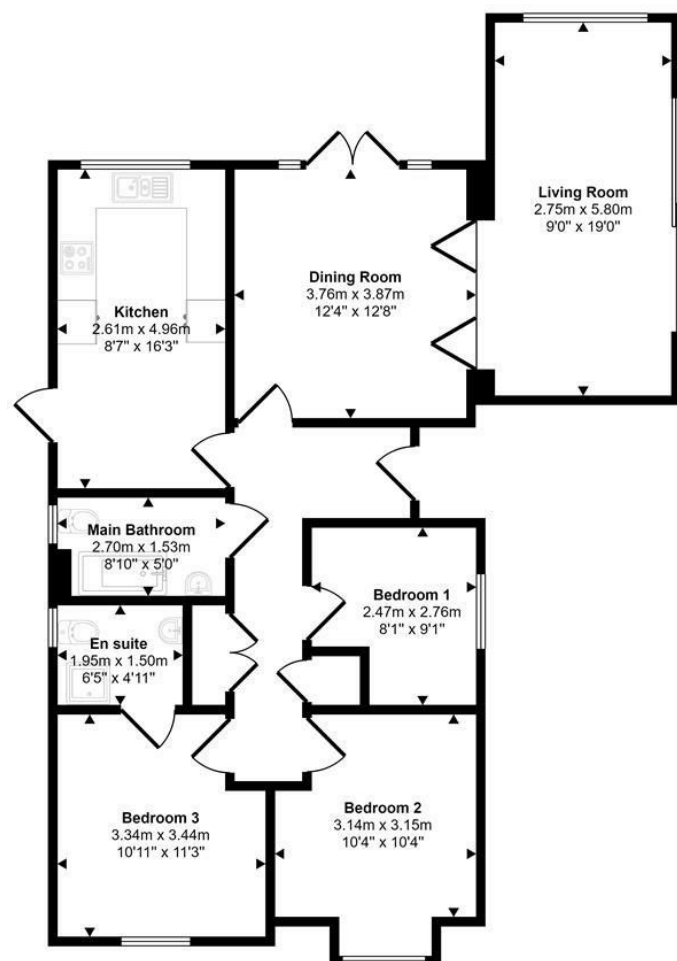 Living Room
2.75m x 5.80m
9'0" x 19'0"
Dining Room
3.76m x 3.87m
12'4" x 12'8"
Kitchen
2.61m x 4.96m
8'7" x 16'3"
Main Bathroom
2.70m x 1.53m
8'10" x 5'0"
Bedroom 1
2.47m x 2.76m
8'1" x 9'1"
En suite
1.95m x 1.50m
6'5" x 4'11"
Bedroom 3
3.34m x 3.44m
10'11" x 11'3"
Bedroom 2
3.14m x 3.15m
10'4" x 10'4"